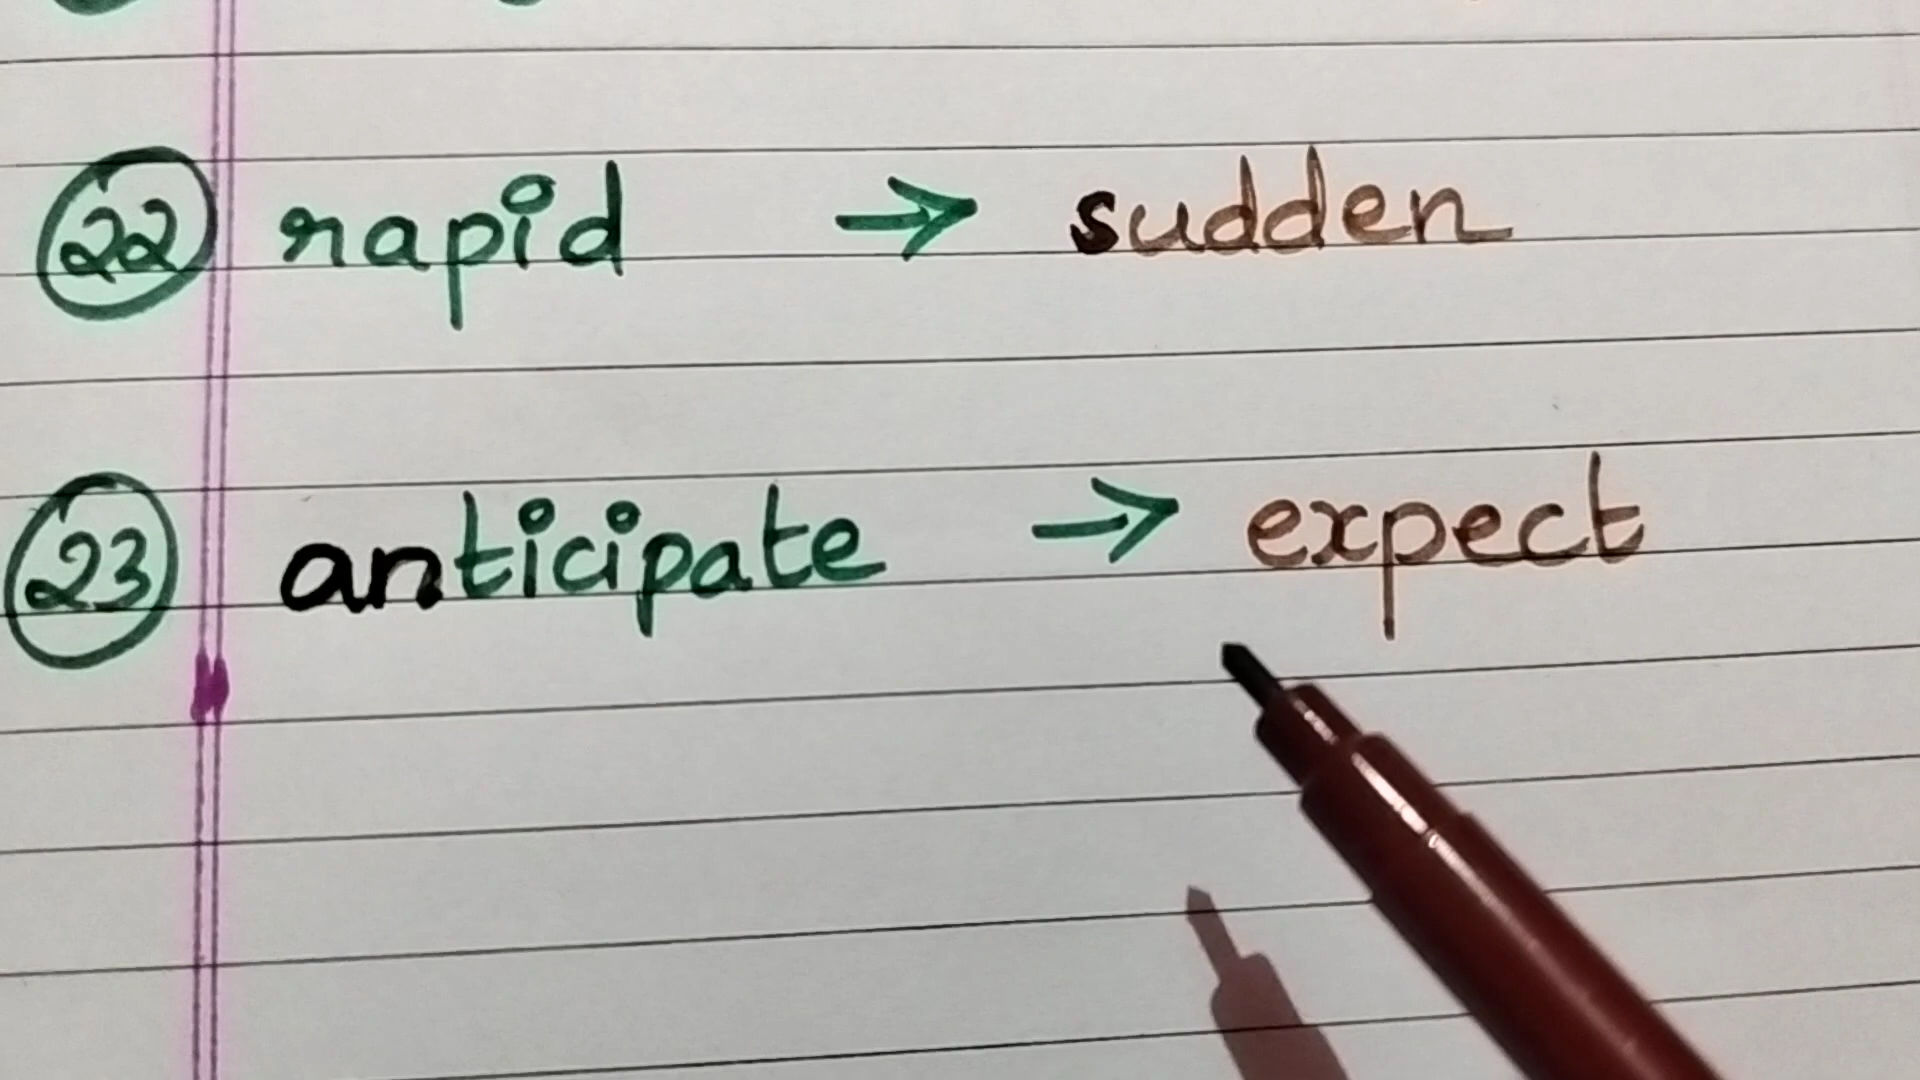 22 rapid → sudden
23 anticipate → expect